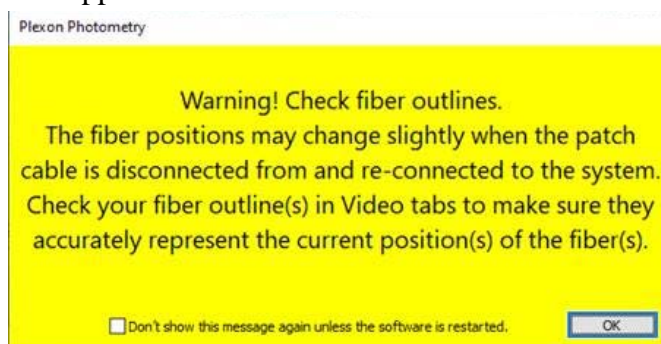 Plexon Photometry
Warning! Check fiber outlines.
The fiber positions may change slightly when the patch
cable is disconnected from and re-connected to the system.
Check your fiber outline(s) in Video tabs to make sure they
accurately represent the current position(s) of the fiber(s).
Don't show this message again unless the software is restarted.
OK